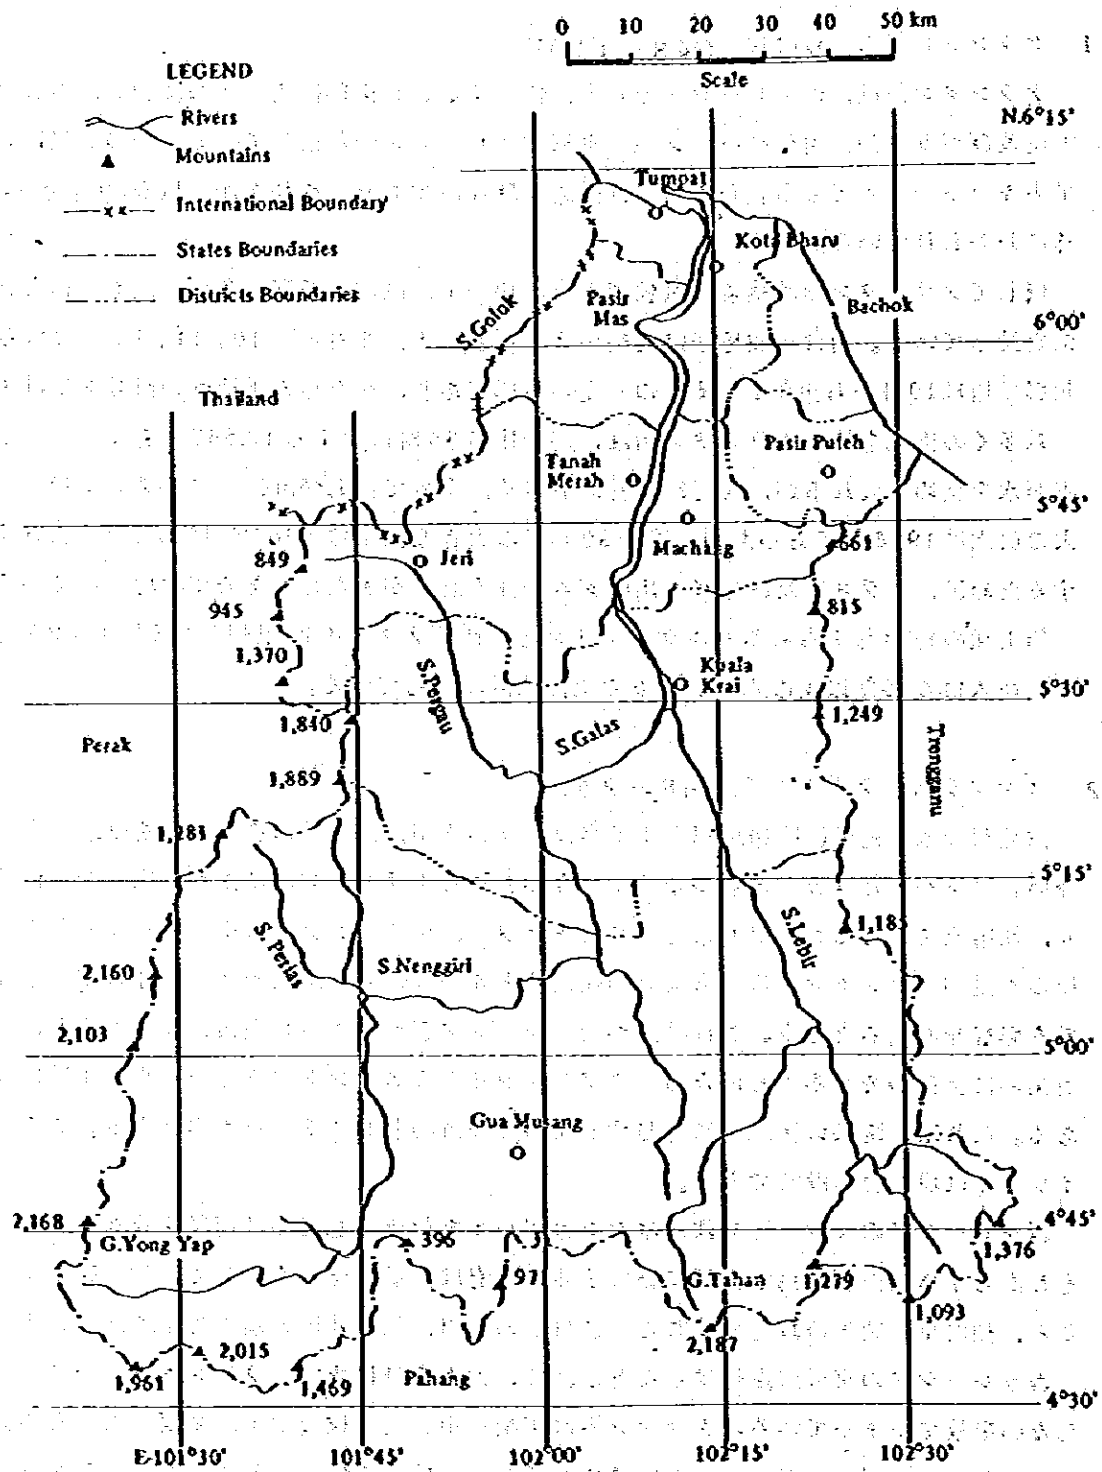 0 10 20 30 40 50 km
Scale
LEGEND
Rivers
Mountains
International Boundary
States Boundaries
Districts Boundaries
N.6°15'
Tumpat
Kota Bharu
Pasir
Mas
Bachok
S.Golok
6°00'
Thailand
Pasir Puteh
Tanah
Merah
5°45'
Machang
661
849
Jeri
945
815
1,370
Kuala
Krai
5°30'
S.Pergau
1,840
1,249
S.Galas
Perak
Trengganu
1,889
1,281
5°15'
S.Lebir
1,185
S. Perias
S.Nenggiri
2,160
2,103
5°00'
Gua Musang
2,168
4°45'
G.Yong Yap
396
1,376
971
G.Tahan
1,279
1,093
2,187
2,015
1,961
1,469
Pahang
4°30'
E-101°30' 101°45' 102°00' 102°15' 102°30'